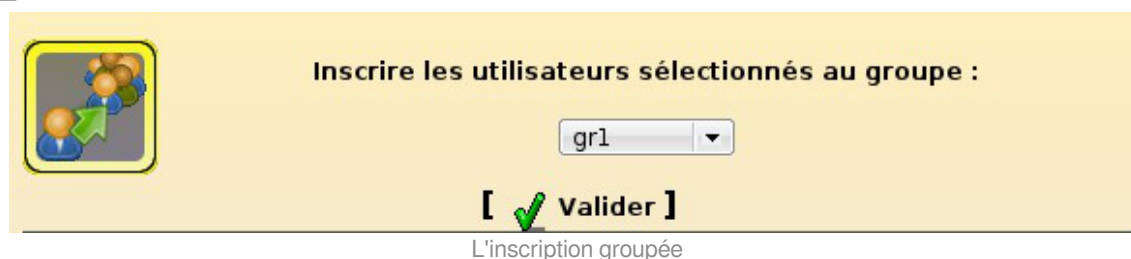 Inscrire les utilisateurs sélectionnés au groupe :
gr1
[ Valider ]
L'inscription groupée